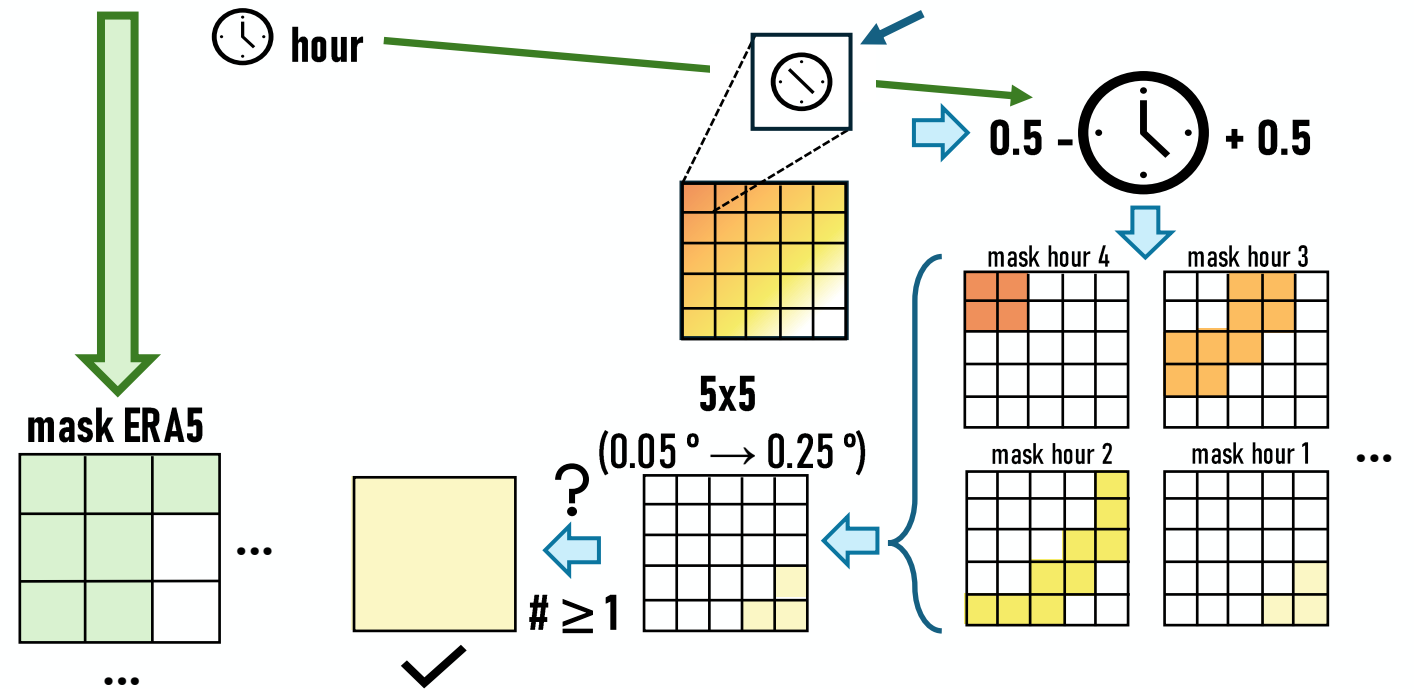 hour
0.5 - + 0.5
mask hour 4
mask hour 3
5x5
(0.05 º → 0.25 º)
mask ERA5
mask hour 2
mask hour 1
...
?
...
# ≥ 1
...